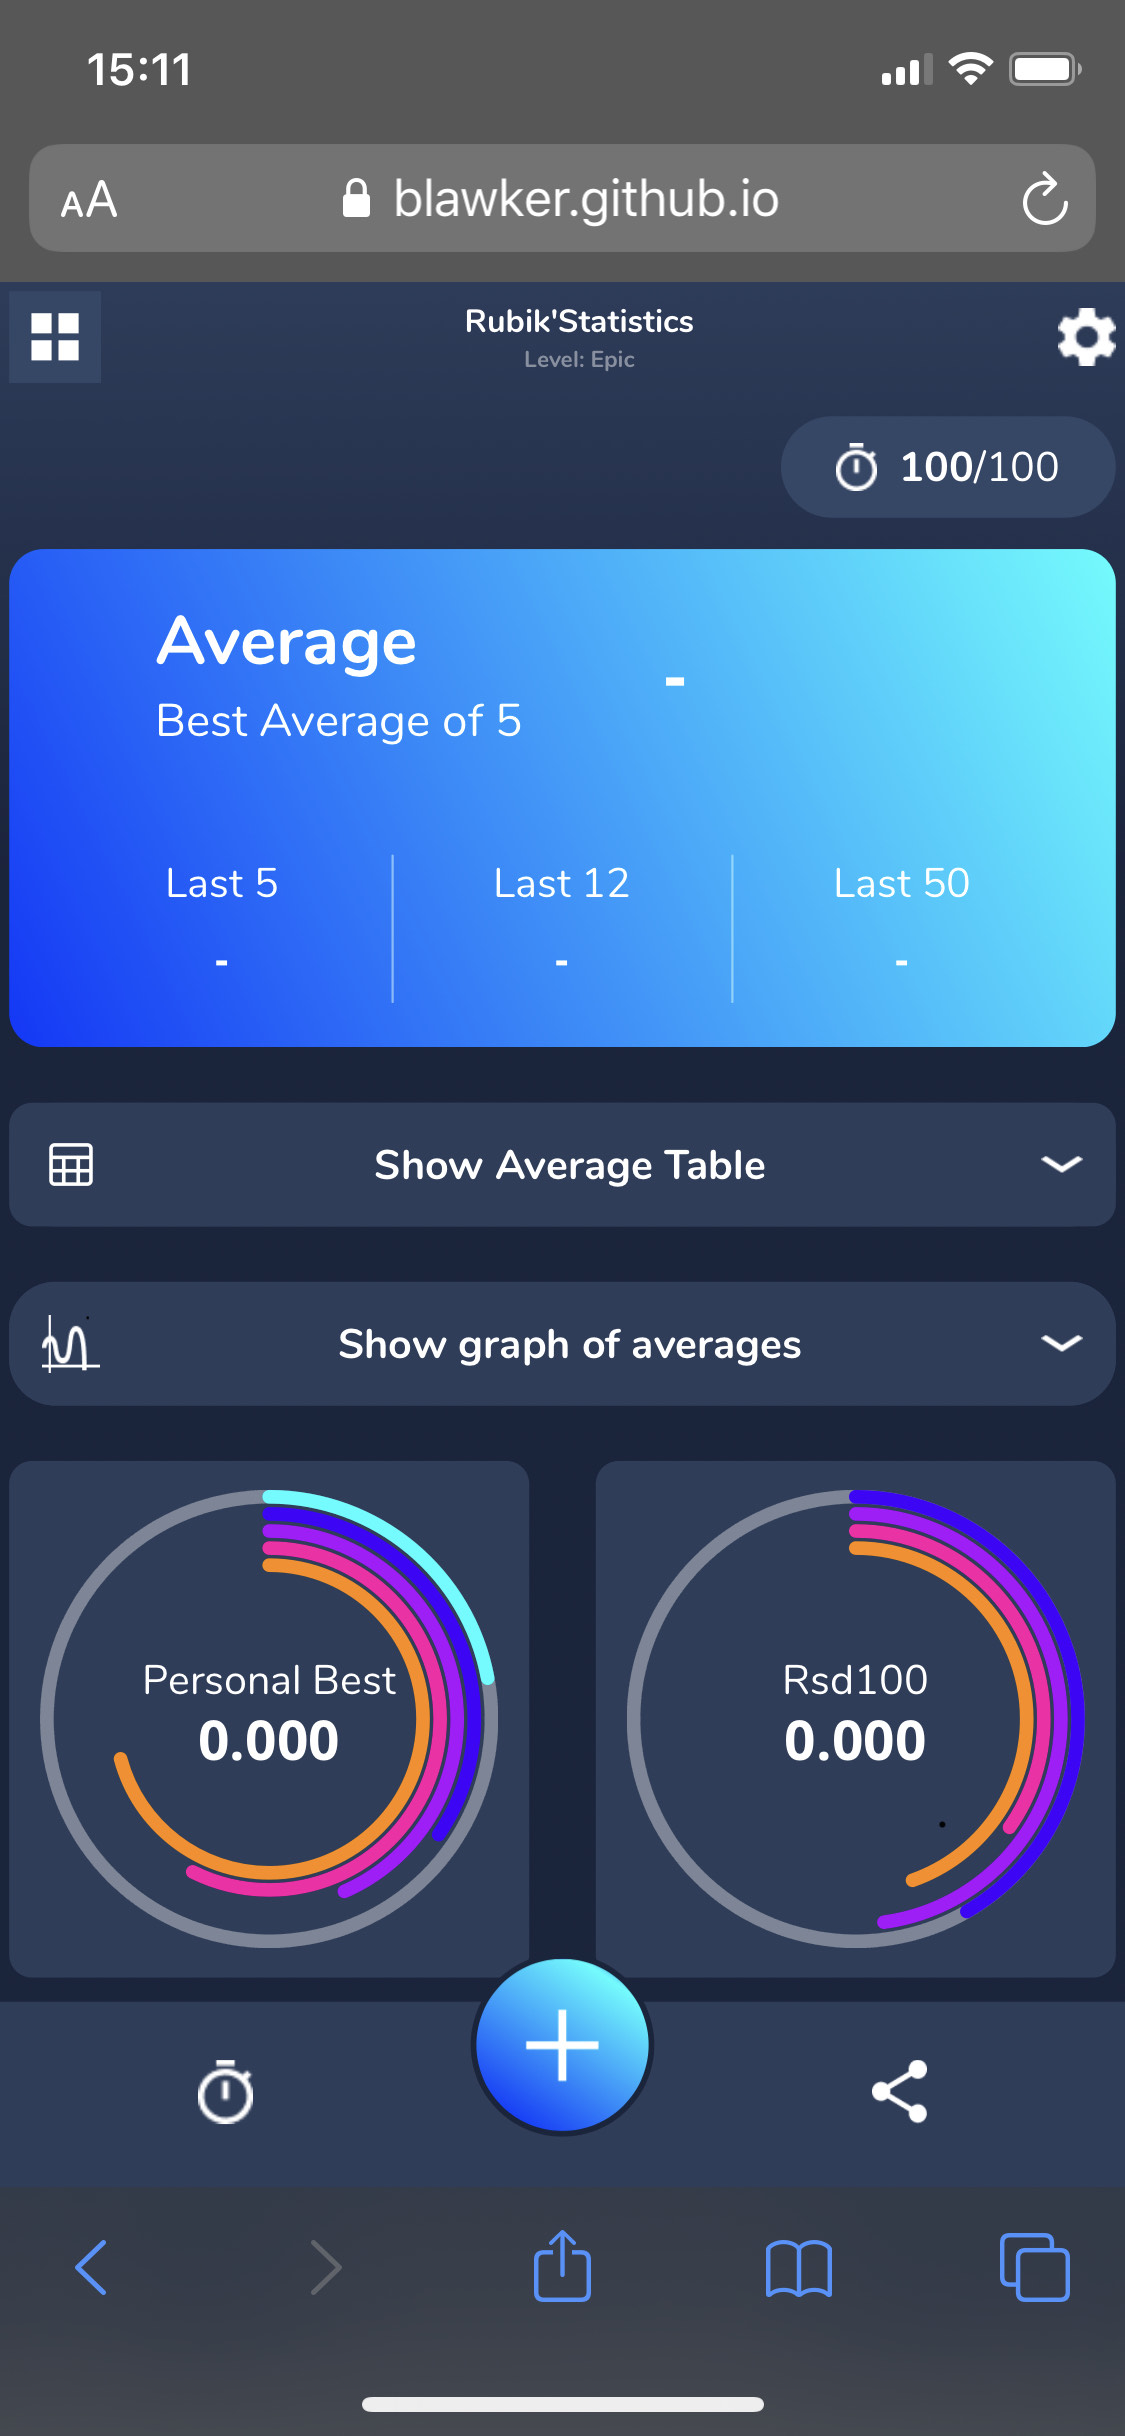 15:11
AA
blawker.github.io
Rubik'Statistics
Level: Epic
100/100
Average
-
Best Average of 5
Last 5
Last 12
Last 50
-
-
-
Show Average Table
Show graph of averages
Personal Best
0.000
Rsd100
0.000